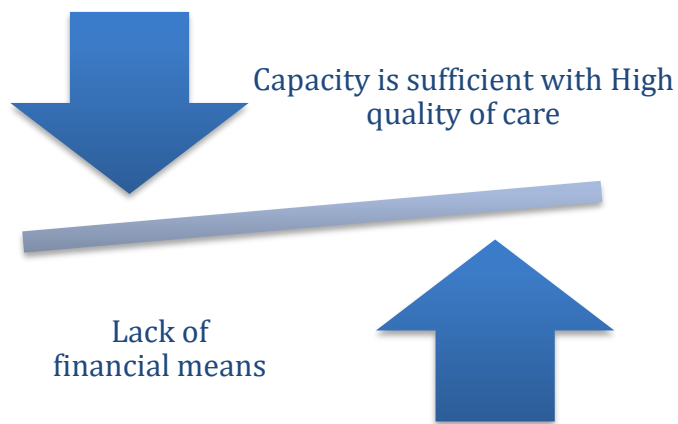 Capacity is sufficient with High
quality of care
Lack of
financial means